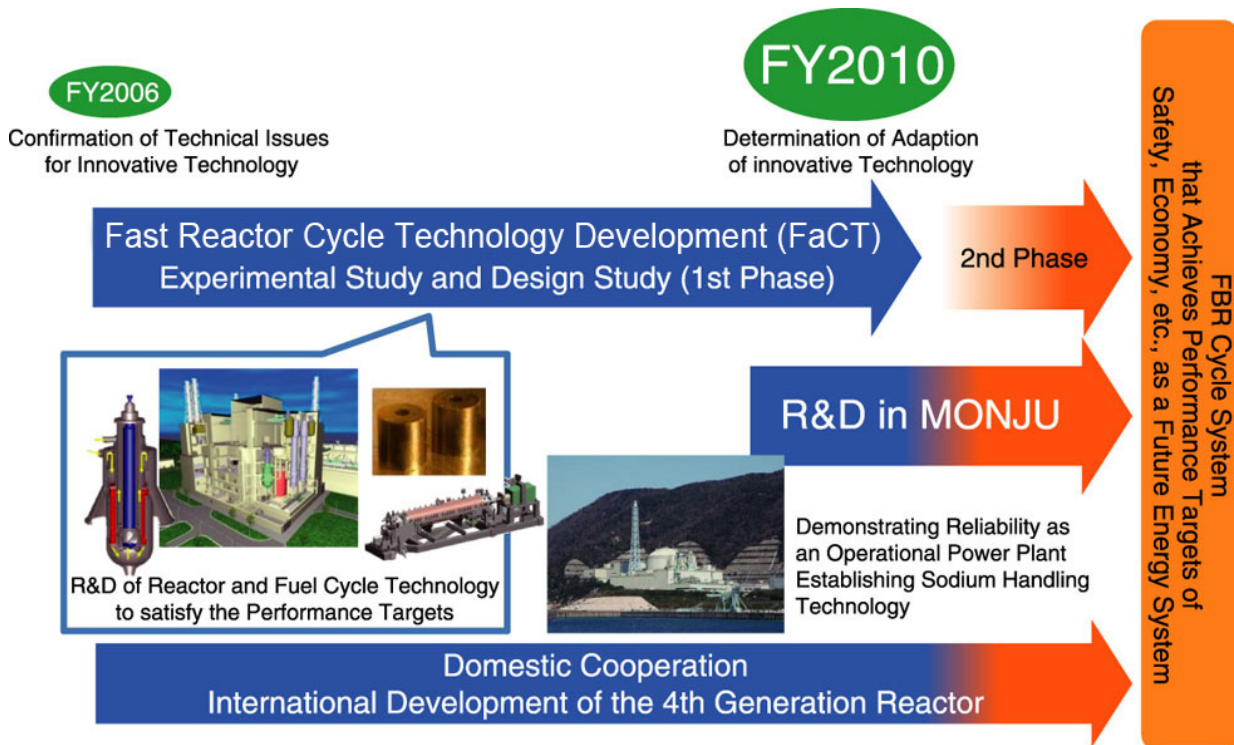 FY2006
Confirmation of Technical Issues
for Innovative Technology
FY2010
Determination of Adaption
of innovative Technology
Fast Reactor Cycle Technology Development (FaCT)
Experimental Study and Design Study (1st Phase)
2nd Phase
R&D of Reactor and Fuel Cycle Technology
to satisfy the Performance Targets
R&D in MONJU
Demonstrating Reliability as
an Operational Power Plant
Establishing Sodium Handling
Technology
Domestic Cooperation
International Development of the 4th Generation Reactor
FBR Cycle System
that Achieves Performance Targets of
Safety, Economy, etc., as a Future Energy System